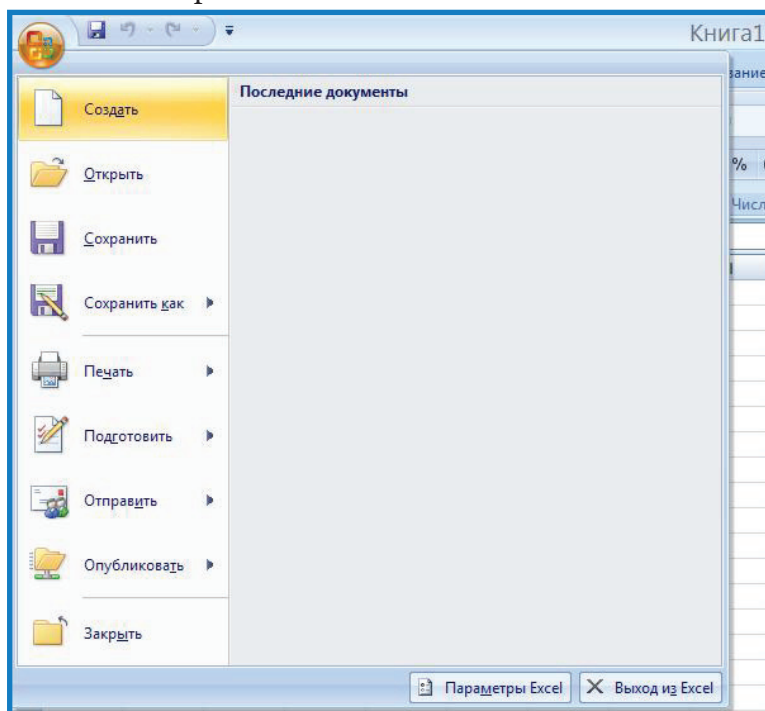 Книга1
Последние документы
Создать
Открыть
Сохранить
Сохранить как
Печать
Подготовить
Отправить
Опубликовать
Закрыть
%
Параметры Excel
Выход из Excel